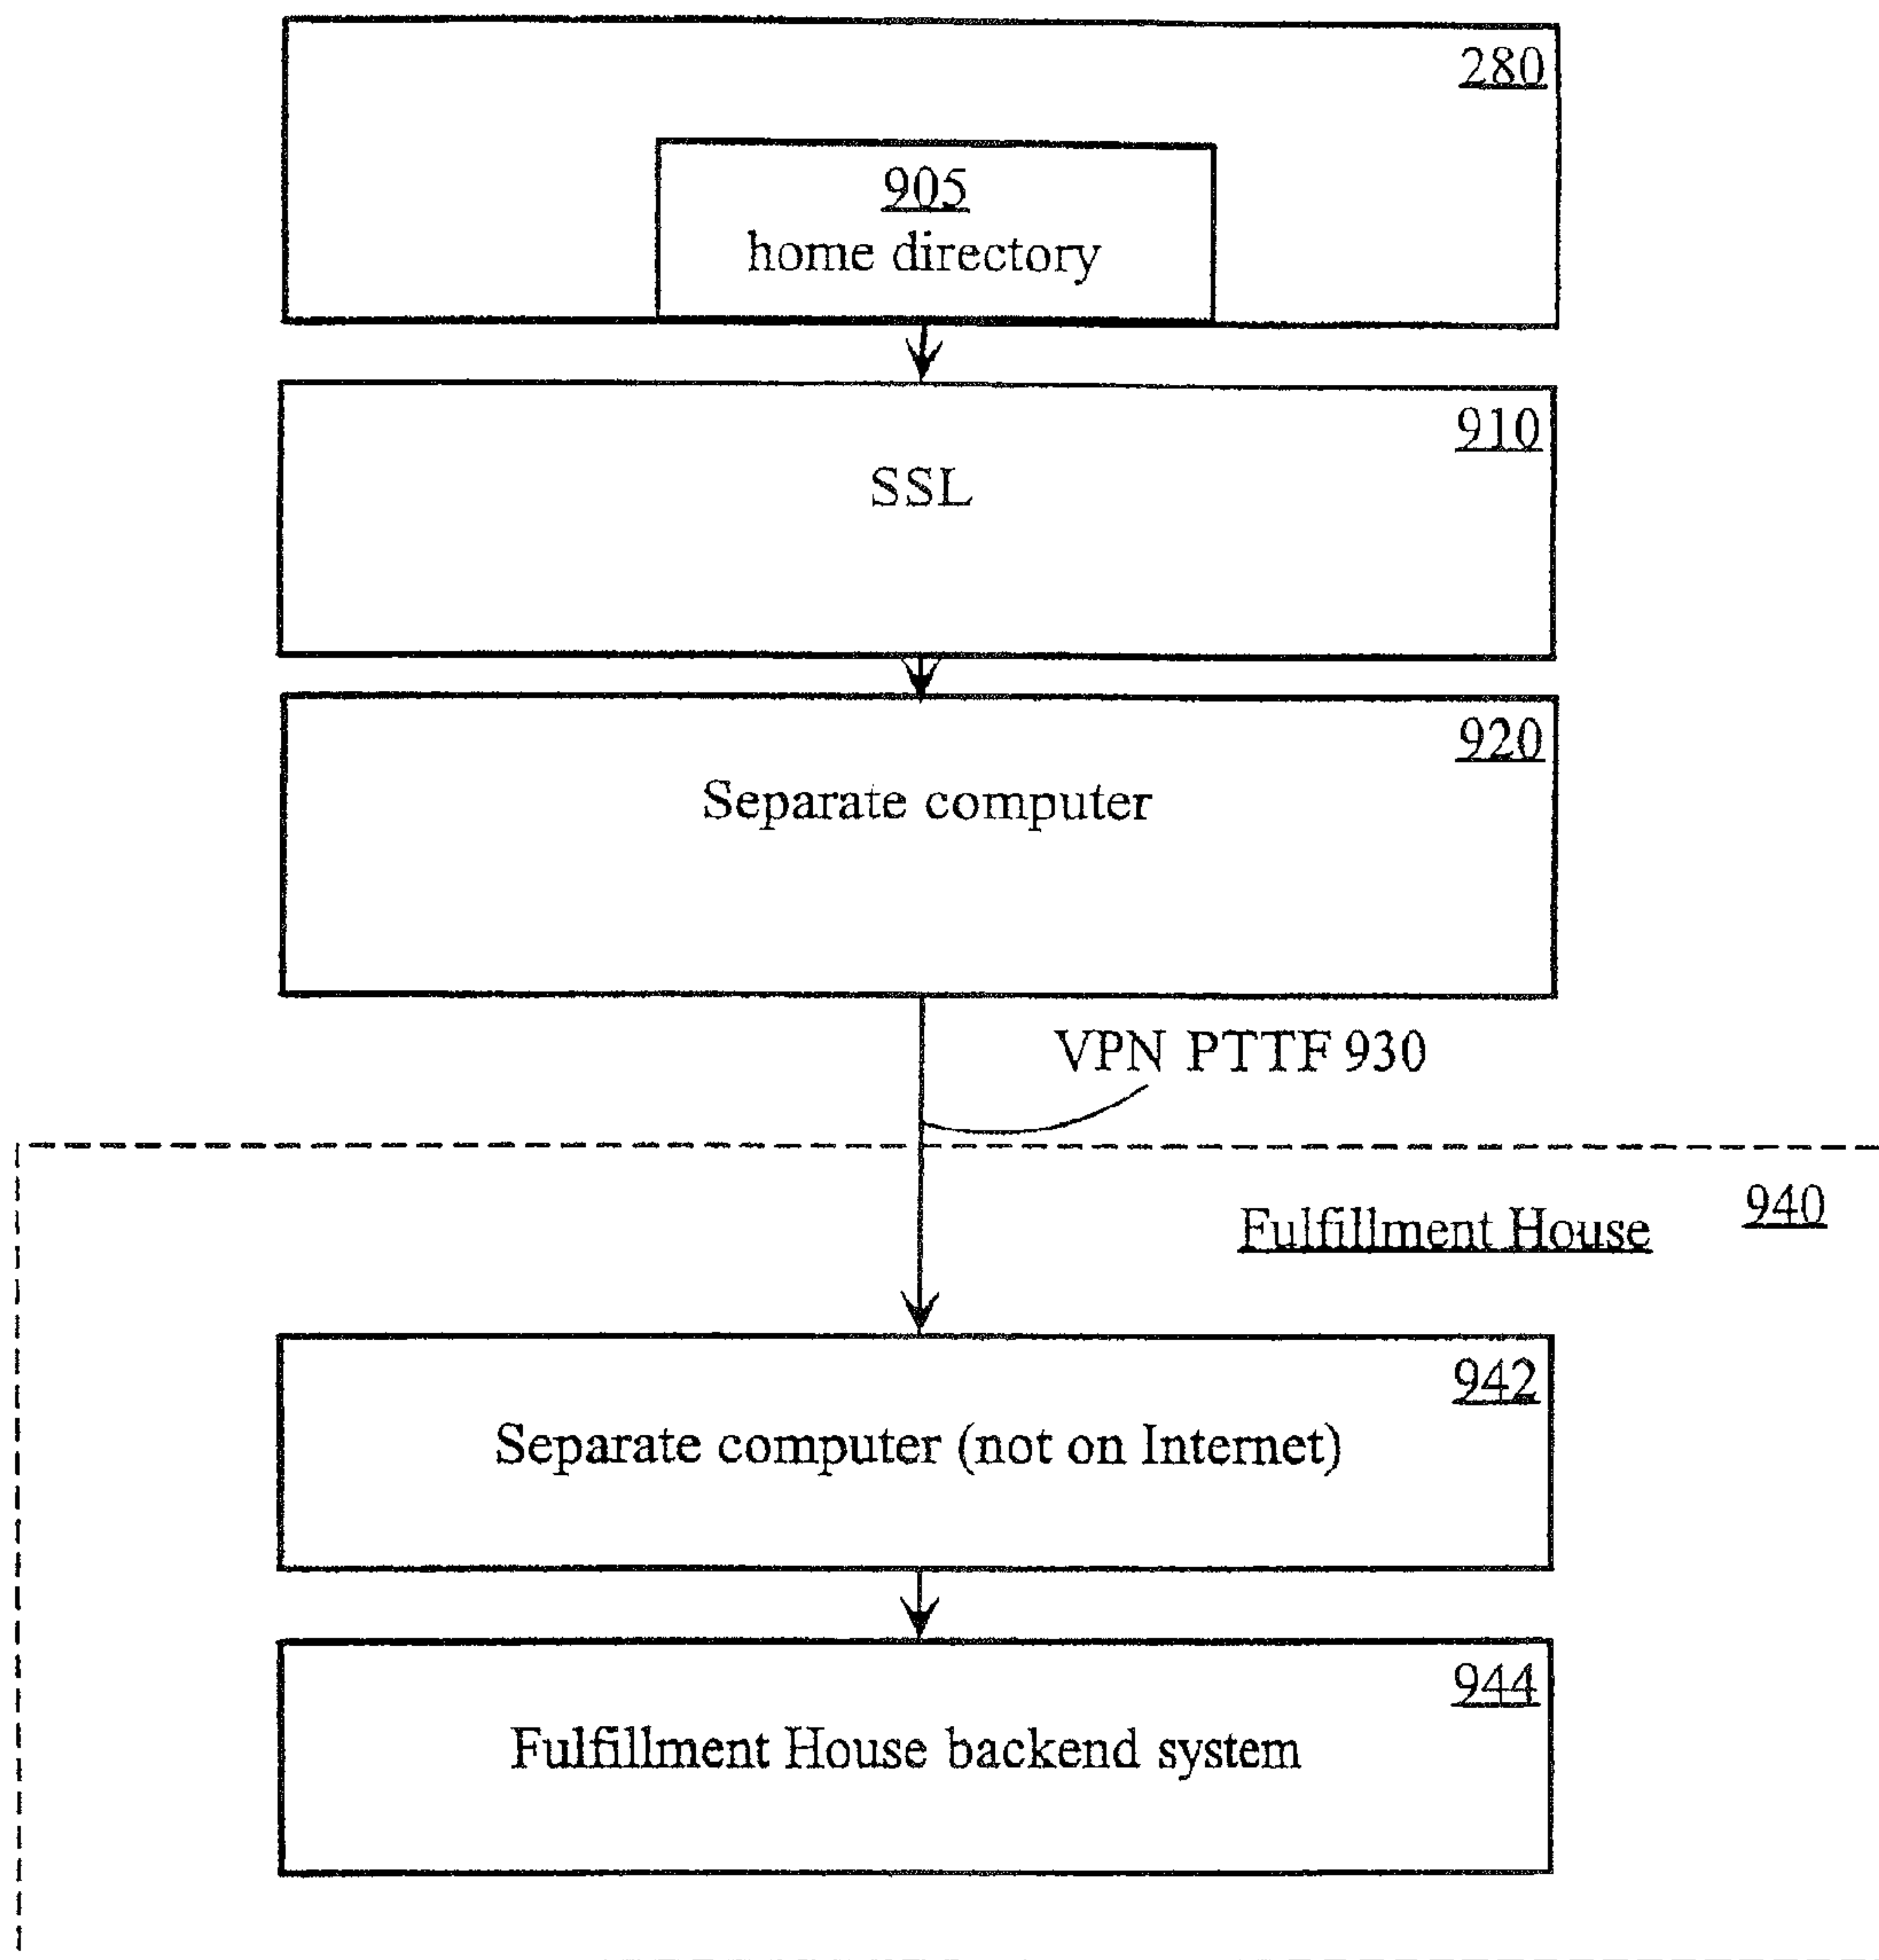 280
905
home directory
910
SSL
920
Separate computer
VPN PTTF 930
940
Fulfillment House
942
Separate computer (not on Internet)
944
Fulfillment House backend system